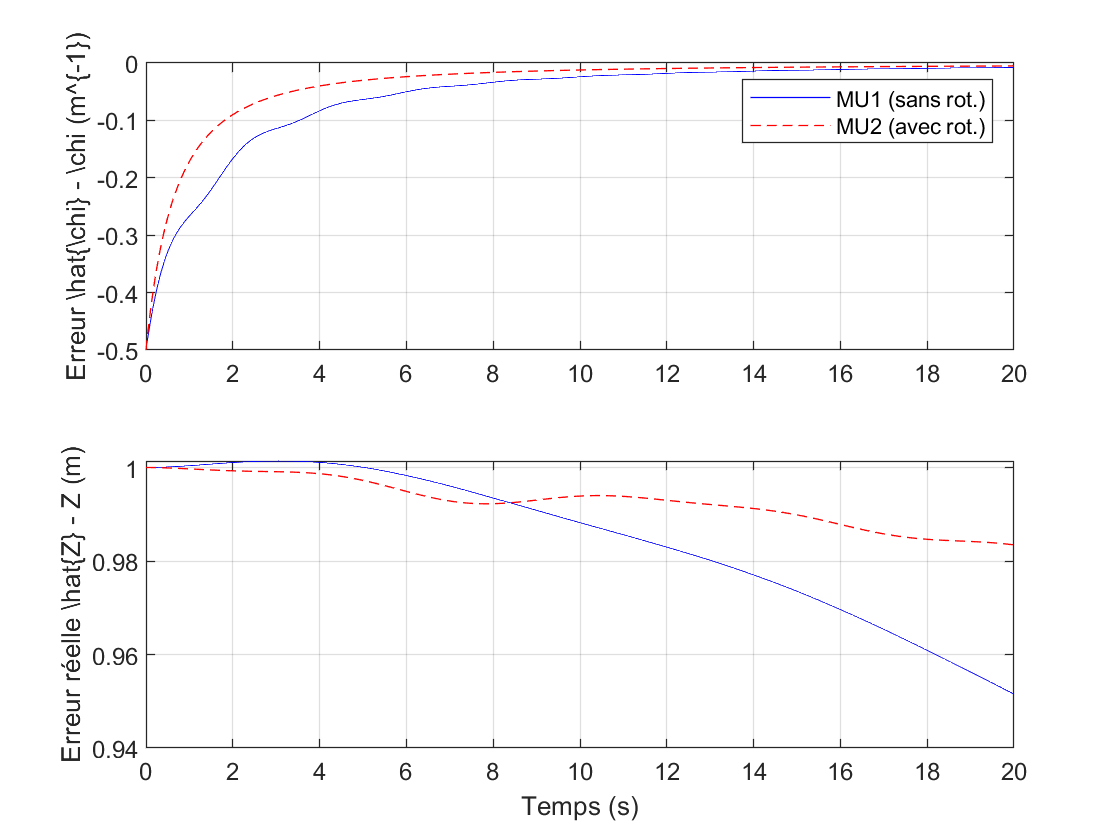 Erreur \hat{\chi} - \chi (m^{-1})
0
-0.1
-0.2
-0.3
-0.4
-0.5
MU1 (sans rot.)
MU2 (avec rot.)
0 2 4 6 8 10 12 14 16 18 20
Erreur réelle \hat{Z} - Z (m)
1
0.98
0.96
0.94
0 2 4 6 8 10 12 14 16 18 20
Temps (s)